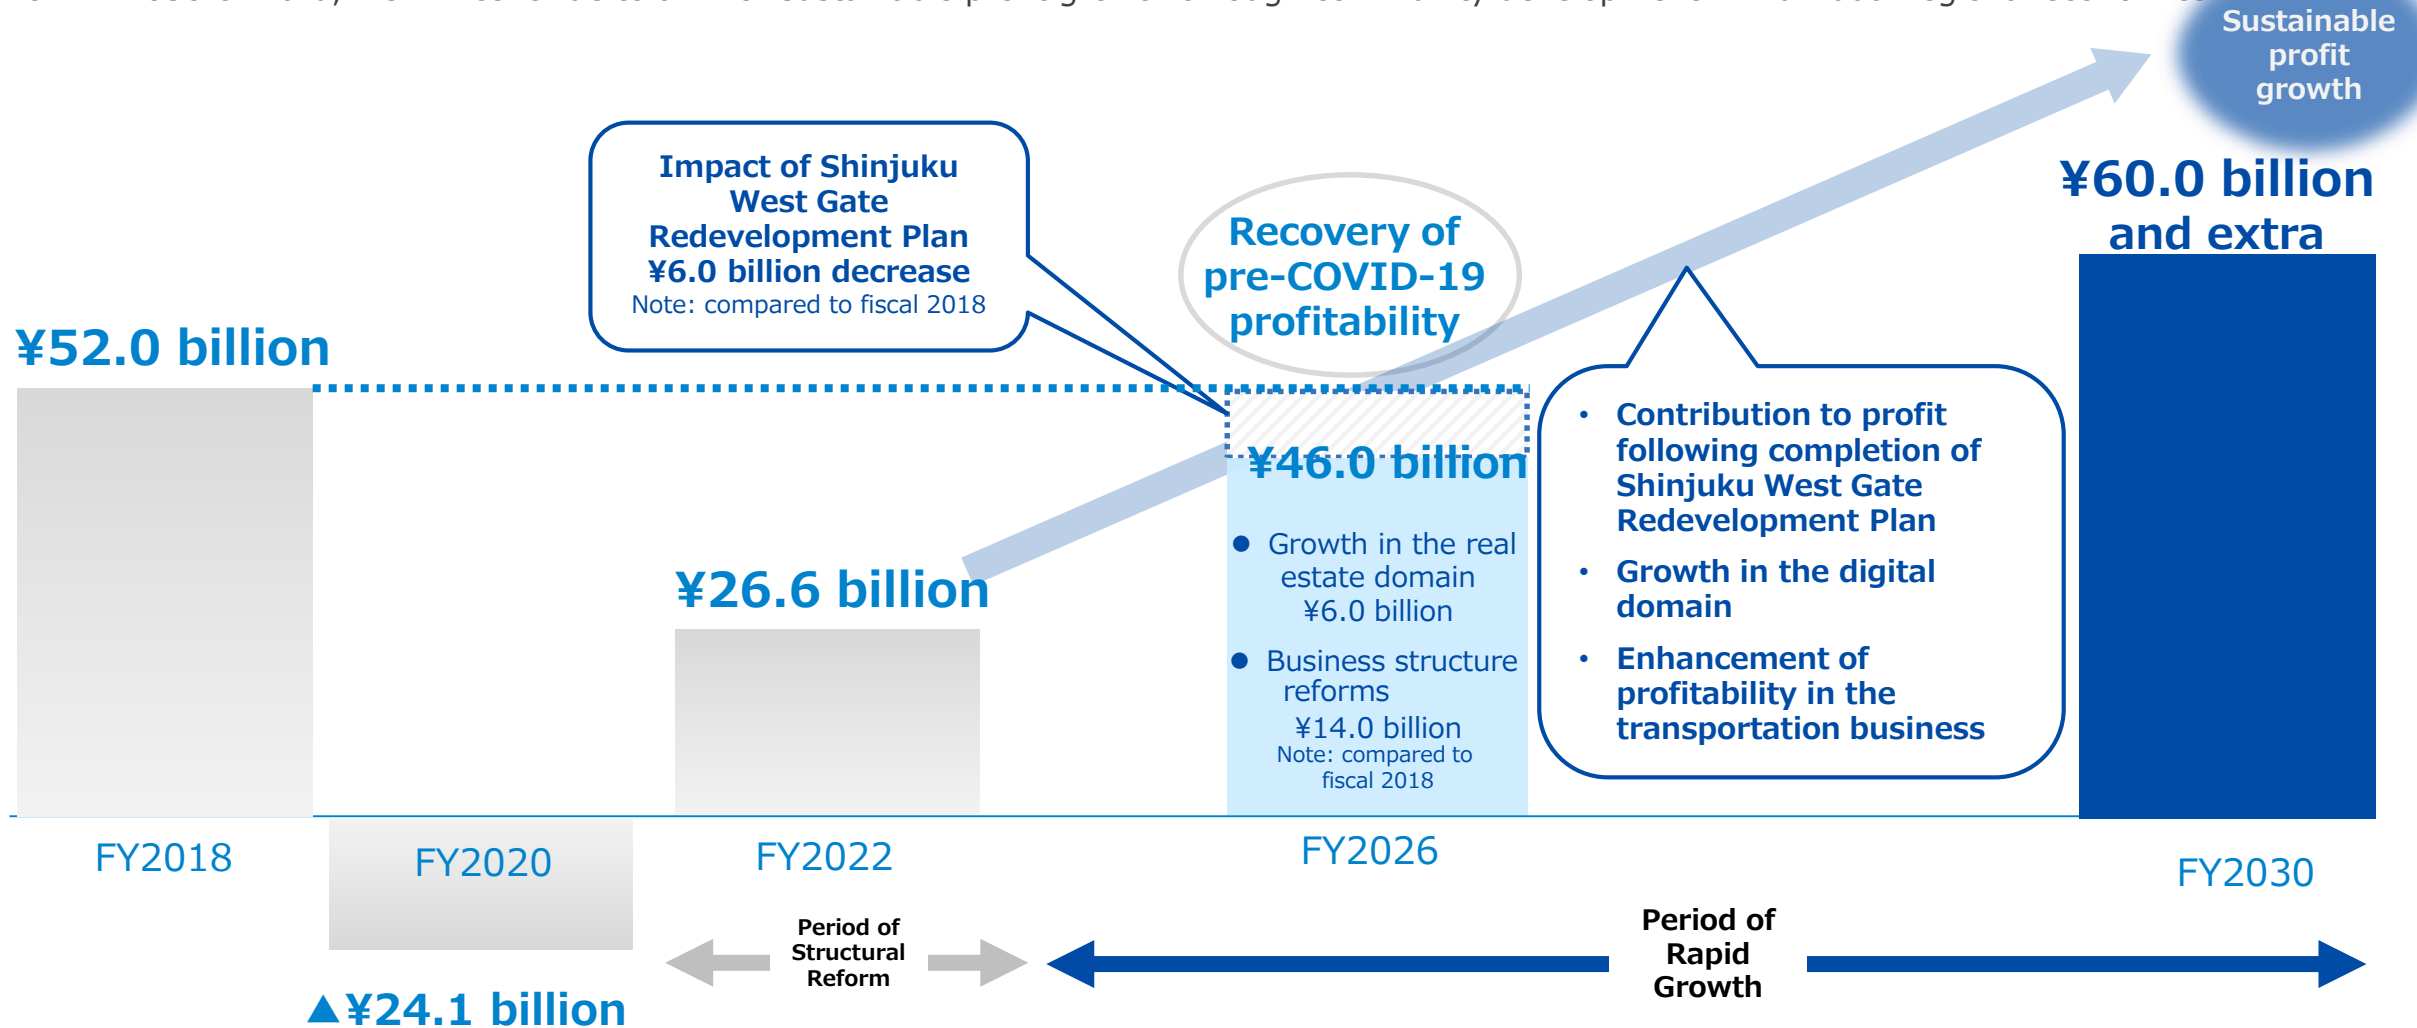 Sustainable
profit
growth
¥60.0 billion
and extra
Impact of Shinjuku
West Gate
Redevelopment Plan
¥6.0 billion decrease
Note: compared to fiscal 2018
Recovery of
pre-COVID-19
profitability
¥52.0 billion
¥46.0 billion
• Contribution to profit
following completion of
Shinjuku West Gate
Redevelopment Plan
• Growth in the digital
domain
• Enhancement of
profitability in the
transportation business
¥26.6 billion
● Growth in the real
estate domain
¥6.0 billion
● Business structure
reforms
¥14.0 billion
Note: compared to
fiscal 2018
FY2018
FY2020
FY2022
FY2026
FY2030
Period of
Structural
Reform
Period of
Rapid
Growth
▲¥24.1 billion